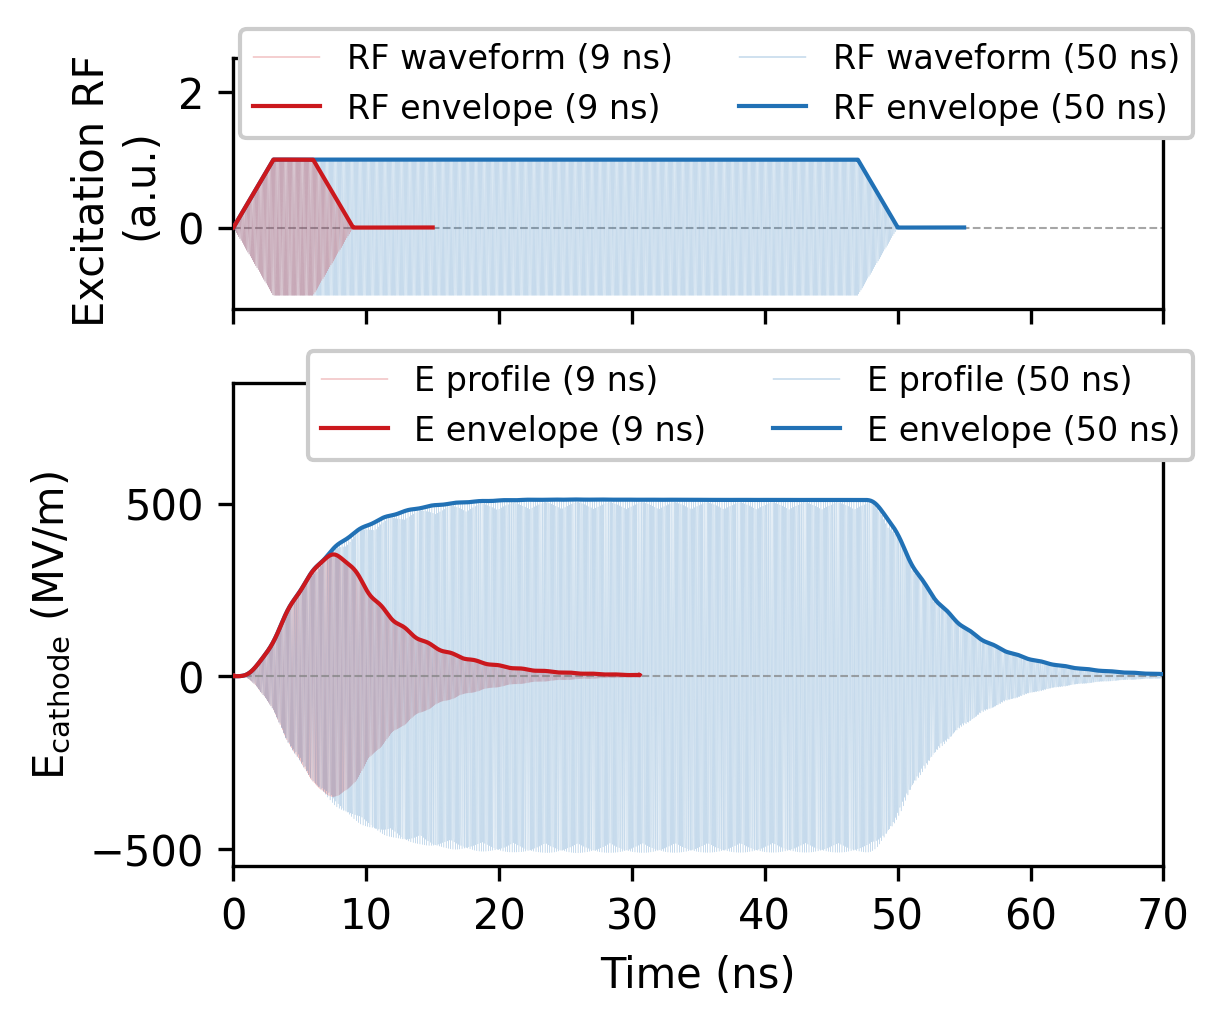 RF waveform (9 ns) RF waveform (50 ns)
RF envelope (9 ns) RF envelope (50 ns)
Excitation RF
(a.u.)
2
0
E profile (9 ns) E profile (50 ns)
E envelope (9 ns) E envelope (50 ns)
Ecathode (MV/m)
500
0
−500
0 10 20 30 40 50 60 70
Time (ns)